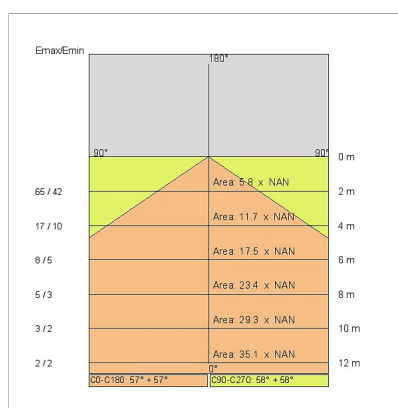 Emax/Emin
180°
90° 90° 0 m
65 / 42 Area: 5.8 x NAN 2 m
17 / 10 Area: 11.7 x NAN 4 m
8 / 5 Area: 17.5 x NAN 6 m
5 / 3 Area: 23.4 x NAN 8 m
3 / 2 Area: 29.3 x NAN 10 m
2 / 2 Area: 35.1 x NAN 12 m
0°
C0-C180: 57° + 57° C90-C270: 58° + 58°